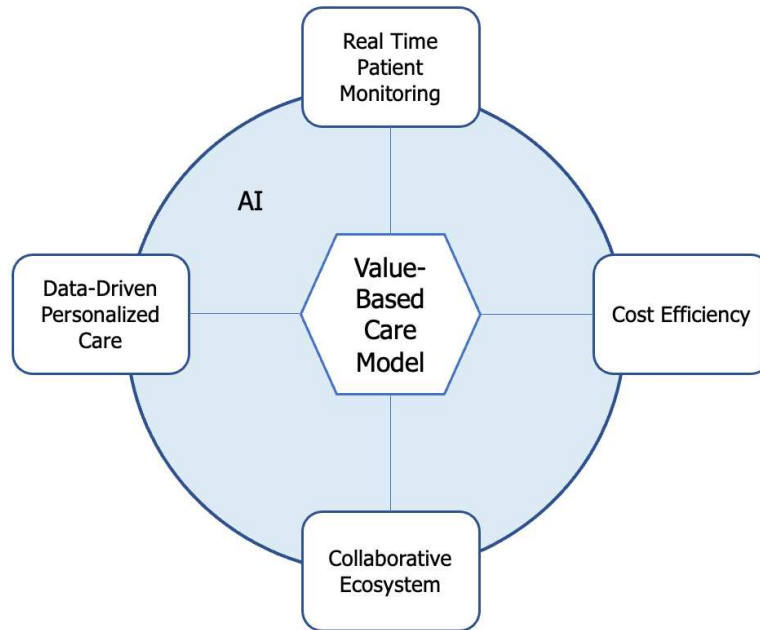 Real Time
Patient
Monitoring
AI
Data-Driven
Personalized
Care
Value-
Based
Care
Model
Cost Efficiency
Collaborative
Ecosystem